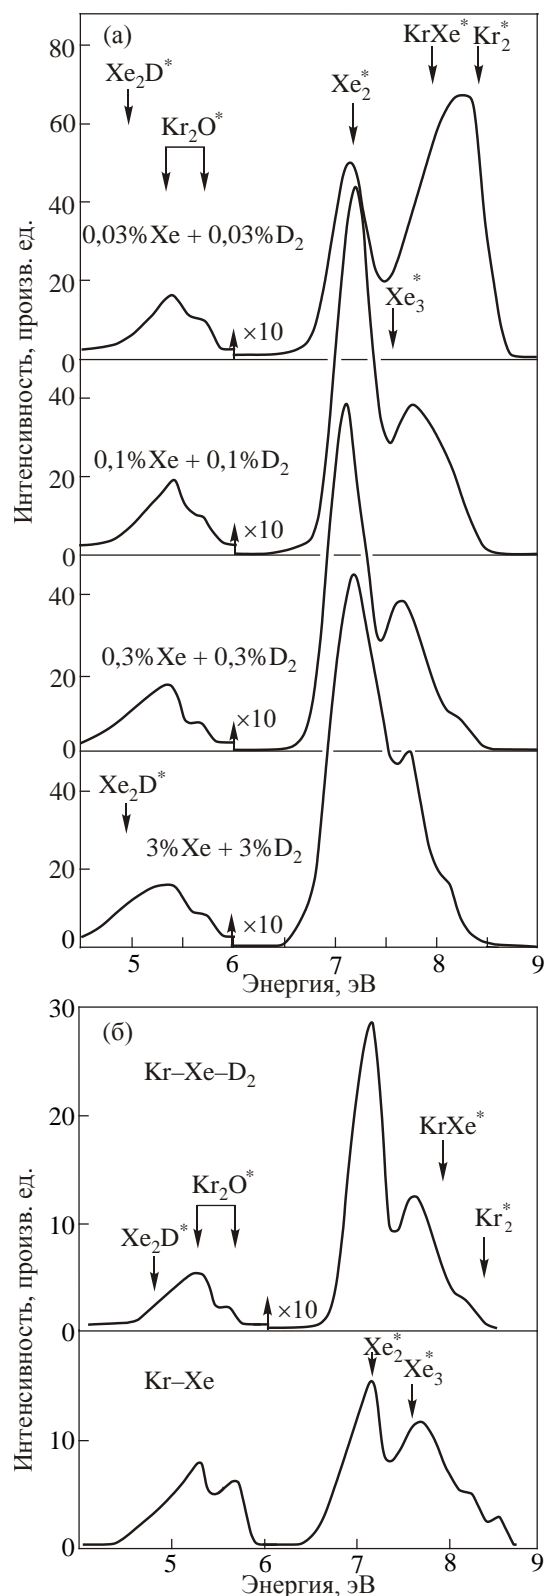 (а)
KrXe*
Kr₂*
80
Xe₂D*
Xe₂*
Kr₂O*
60
40
0,03%Xe + 0,03%D₂
20
Xe₃*
×10
0
40
0,1%Xe + 0,1%D₂
20
×10
0
40
0,3%Xe + 0,3%D₂
20
×10
0
Xe₂D*
40
3%Xe + 3%D₂
20
×10
0
5 6 7 8 9
Энергия, эВ
Интенсивность, произв. ед.
30
(б)
Kr–Xe–D₂
20
KrXe*
Kr₂O*
Kr₂*
Xe₂D*
10
×10
0
Xe₂*
Xe₃*
Kr–Xe
10
0
5 6 7 8 9
Энергия, эВ
Интенсивность, произв. ед.